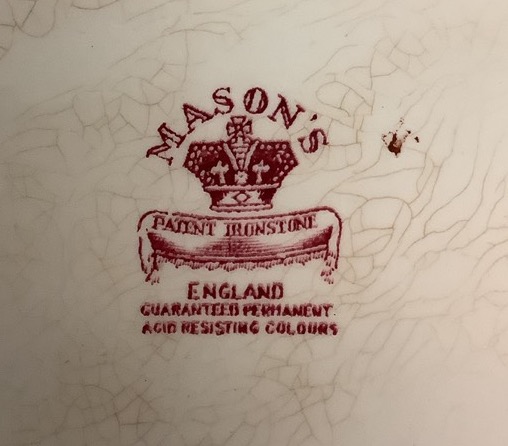 MASON'S
PATENT IRONSTONE
ENGLAND
GUARANTEED PERMANENT.
ACID RESISTING COLOURS